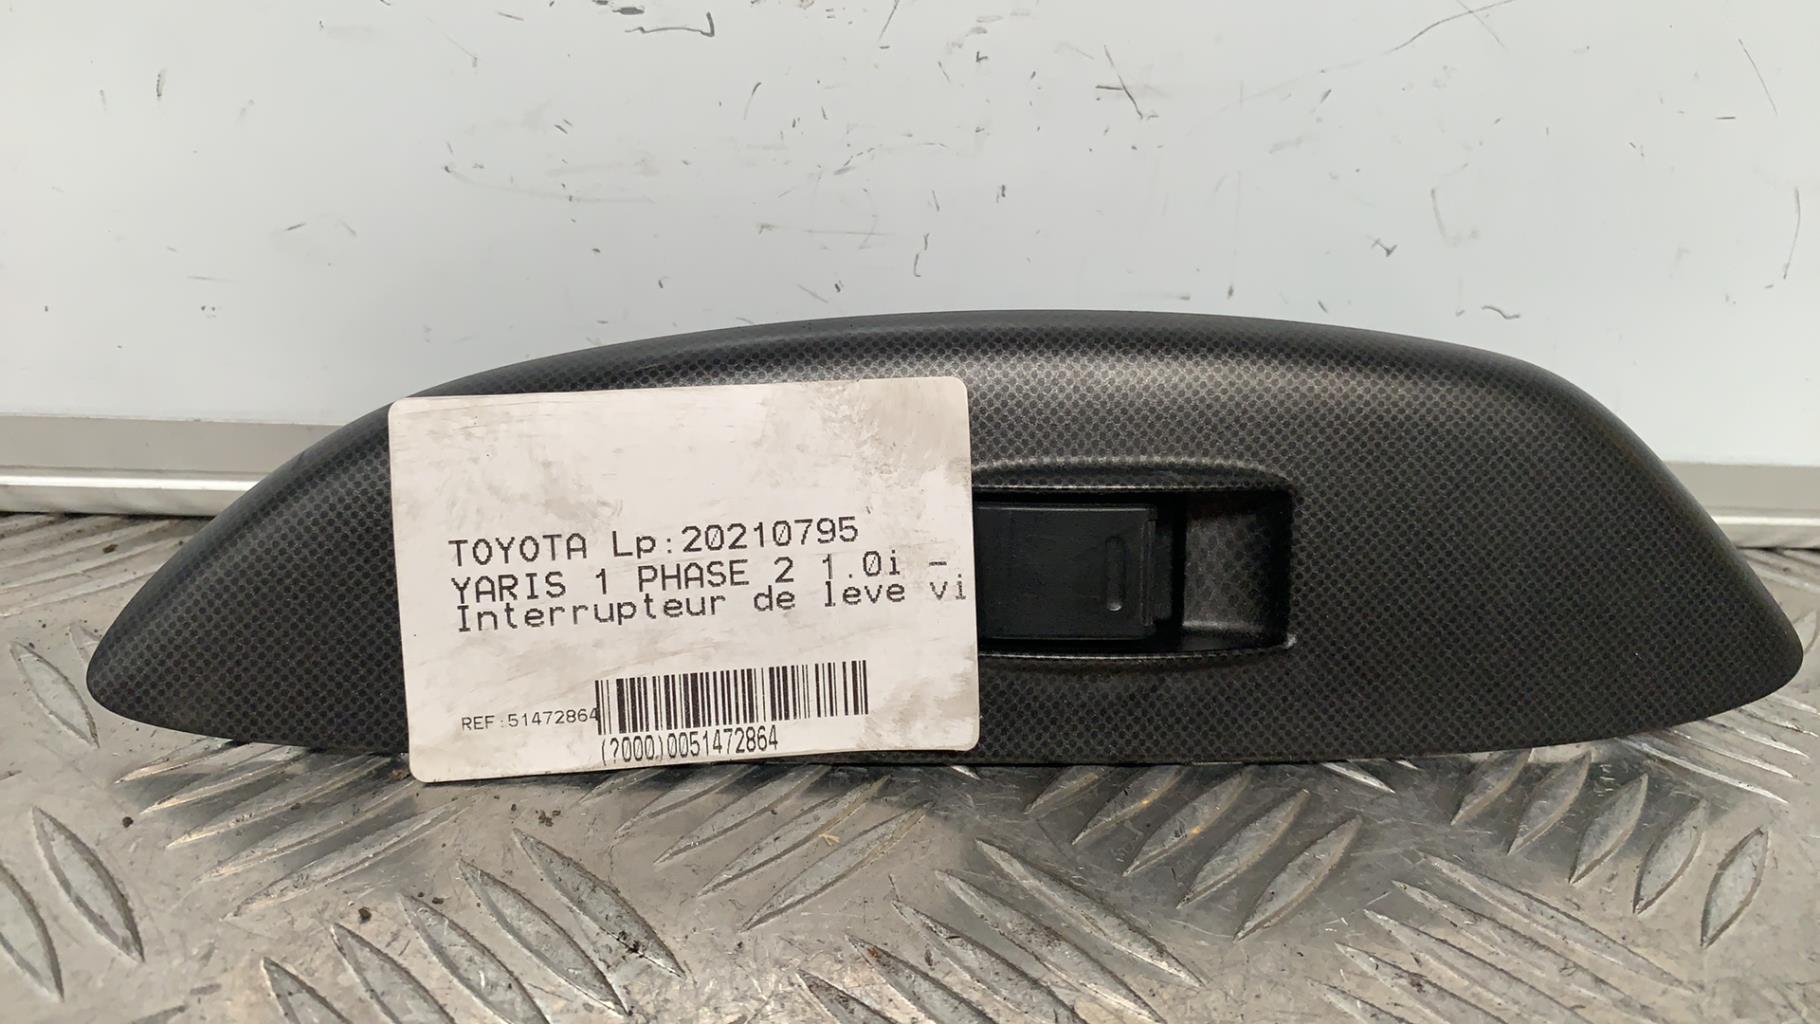 TOYOTA Lp:20210795
YARIS 1 PHASE 2 1.0i -
Interrupteur de leve vi
REF:51472864
(?000)0051472864